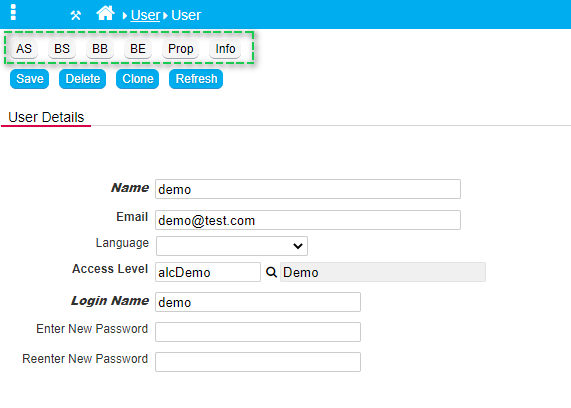 User User
AS BS BB BE Prop Info
Save Delete Clone Refresh
User Details
Name demo
Email demo@test.com
Language
Access Level alcDemo Demo
Login Name demo
Enter New Password
Reenter New Password